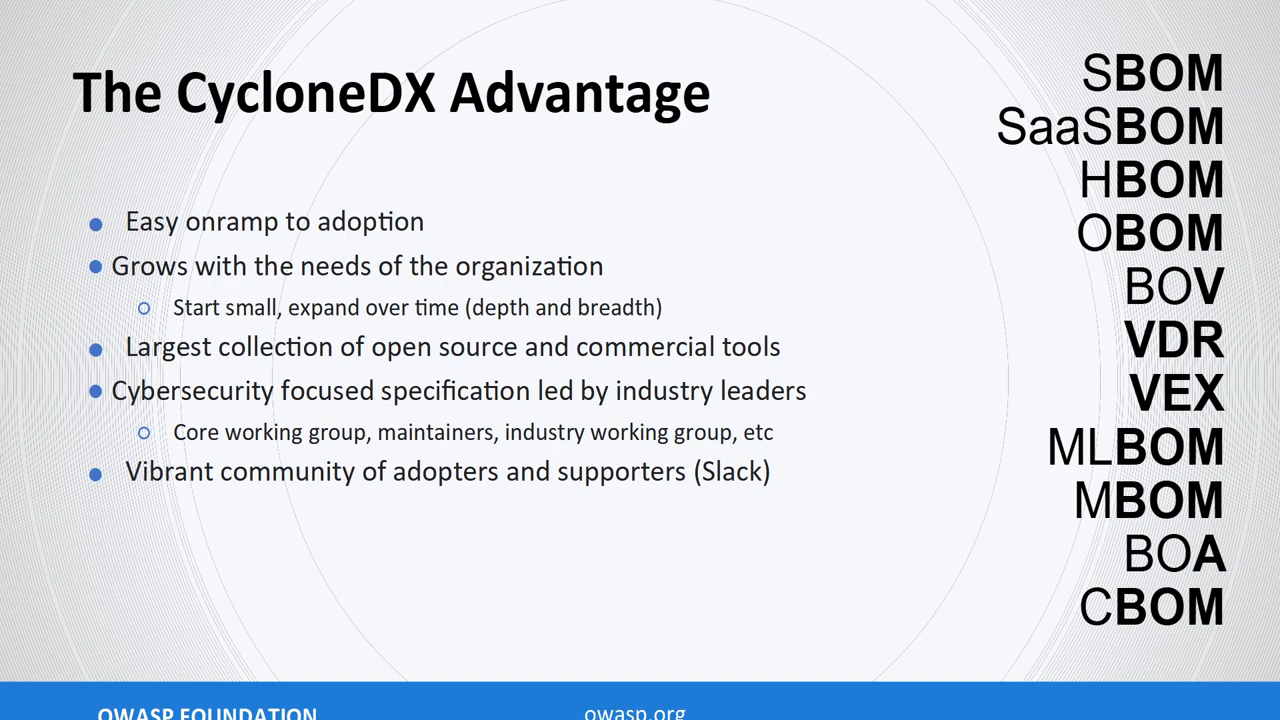 The CycloneDX Advantage
Easy onramp to adoption
Grows with the needs of the organization
Start small, expand over time (depth and breadth)
Largest collection of open source and commercial tools
Cybersecurity focused specification led by industry leaders
Core working group, maintainers, industry working group, etc
Vibrant community of adopters and supporters (Slack)
SBOM
SaaSBOM
HBOM
OBOM
BOV
VDR
VEX
MLBOM
MBOM
BOA
CBOM
OWASP FOUNDATION
owasp.org